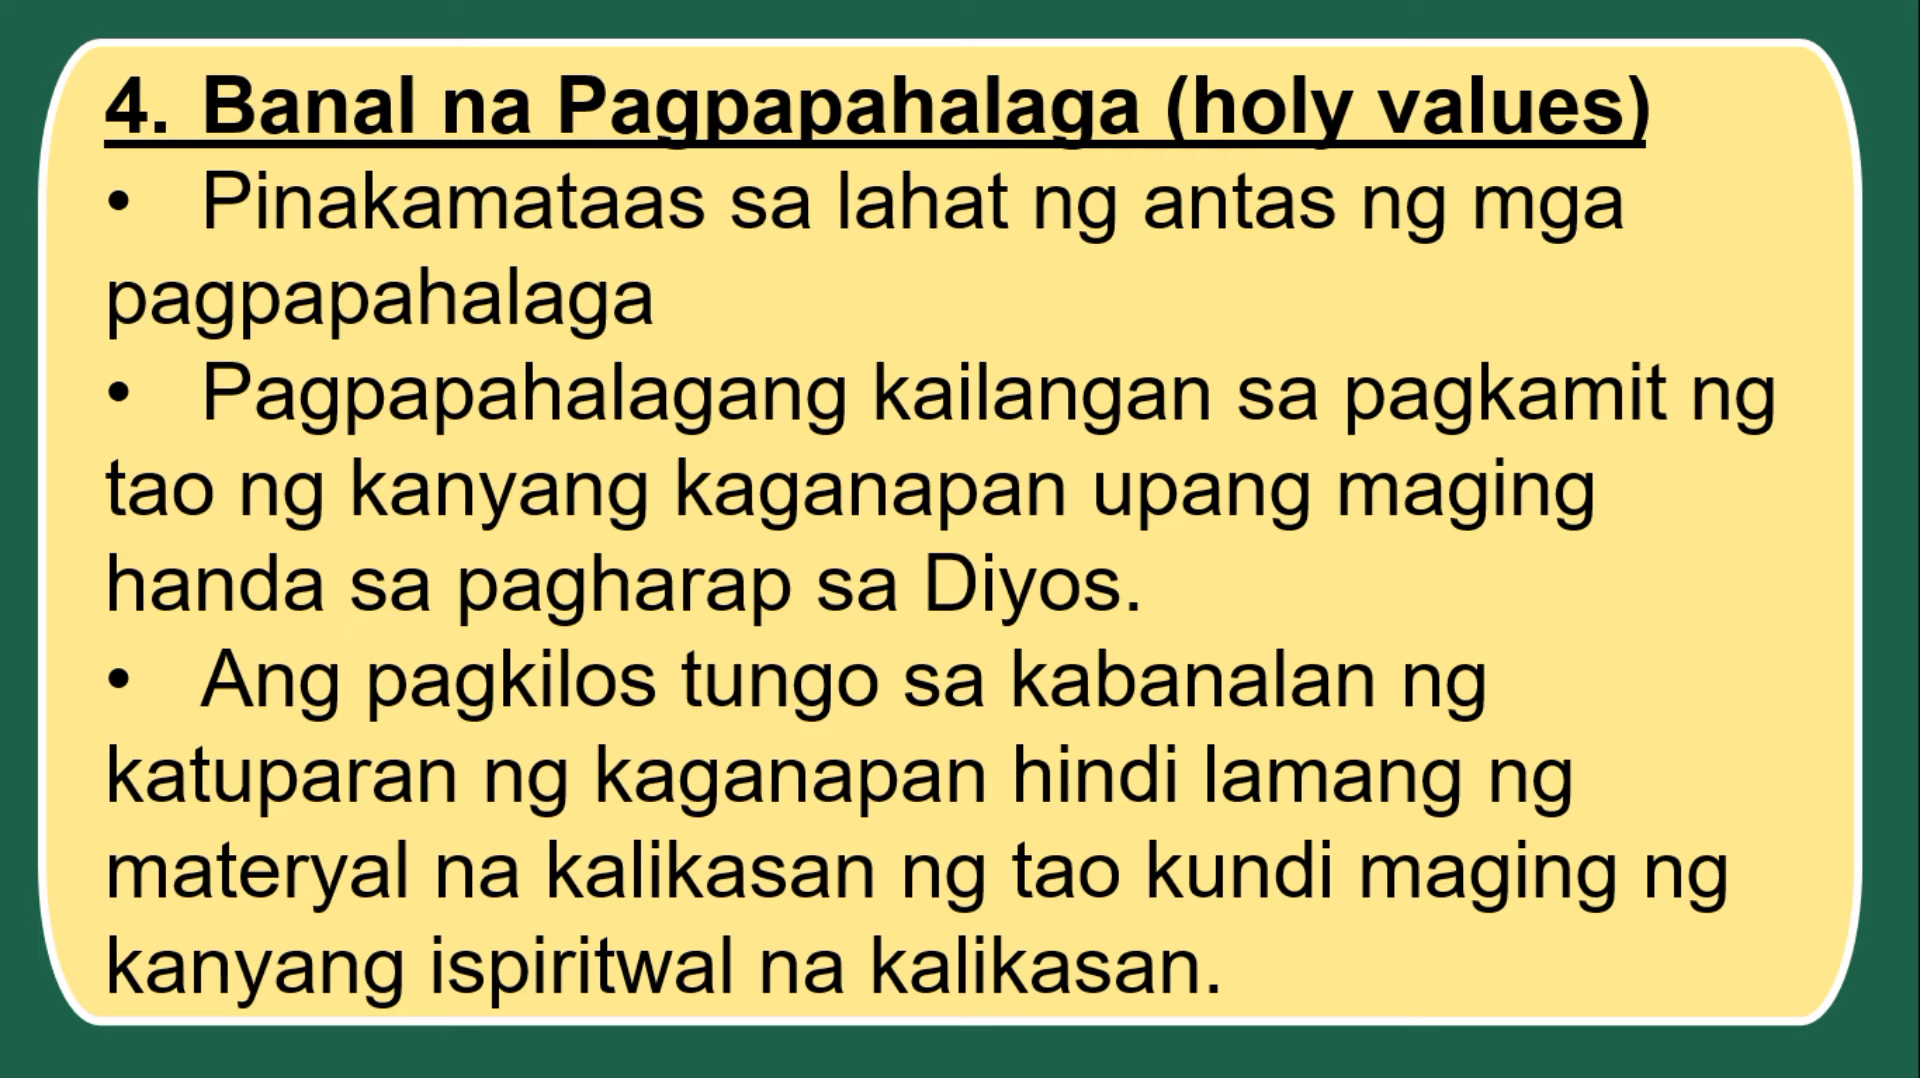 4. Banal na Pagpapahalaga (holy values)
• Pinakamataas sa lahat ng antas ng mga
pagpapahalaga
• Pagpapahalagang kailangan sa pagkamit ng
tao ng kanyang kaganapan upang maging
handa sa pagharap sa Diyos.
• Ang pagkilos tungo sa kabanalan ng
katuparan ng kaganapan hindi lamang ng
materyal na kalikasan ng tao kundi maging ng
kanyang ispiritwal na kalikasan.